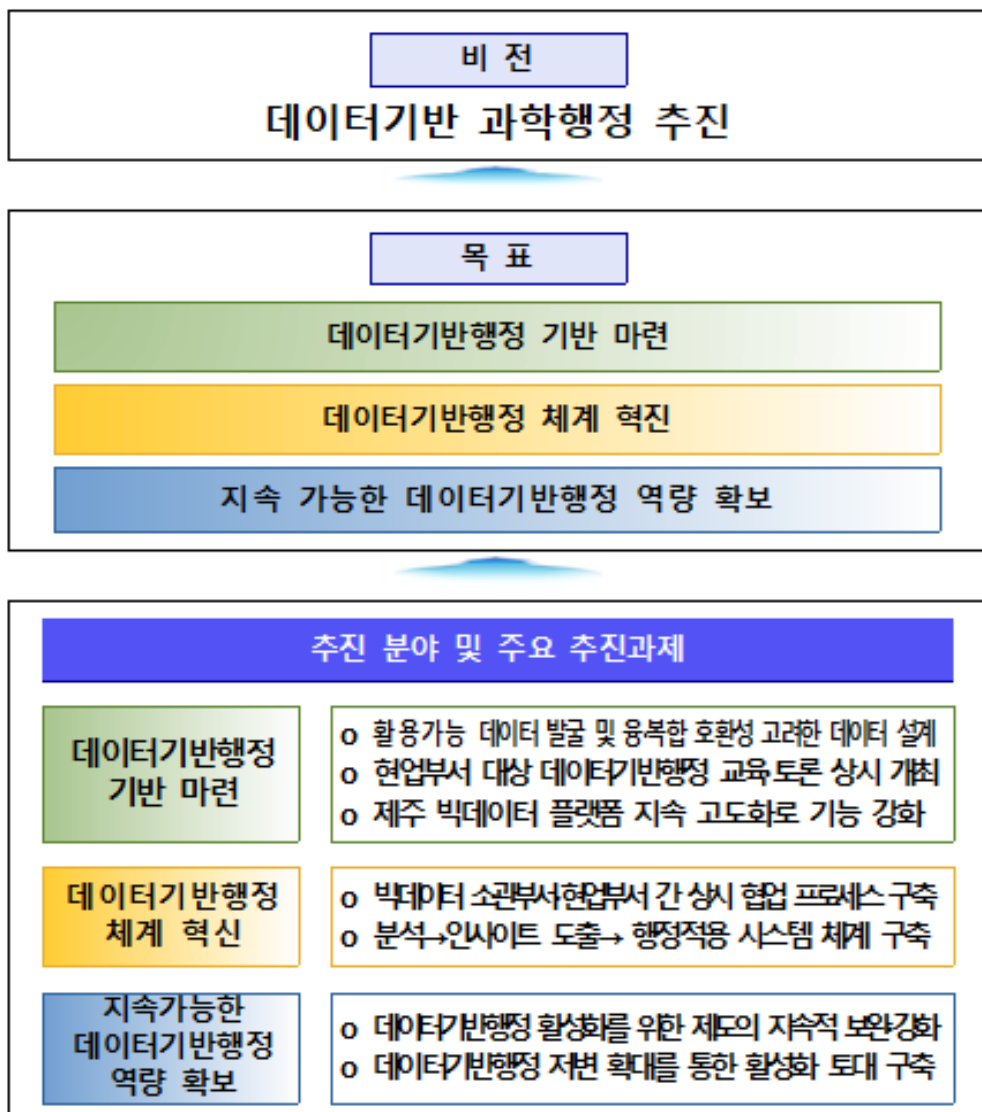 비 전
데이터기반 과학행정 추진
목 표
데이터기반행정 기반 마련
데이터기반행정 체계 혁진
지속 가능한 데이터기반행정 역량 확보
추진 분야 및 주요 추진과제
데이터기반행정
기반 마련
o 활용가능 데이터 발굴 및 융·복합 호환성 고려한 데이터 설계
o 현업부서 대상 데이터기반행정 교육·토론 상시 개최
o 제주 빅데이터 플랫폼 지속 고도화로 기능 강화
데이터기반행정
체계 혁신
o 빅데이터 소관부서·현업부서 간 상시 협업 프로세스 구축
o 분석→인사이트 도출→ 행정적용 시스템 체계 구축
지속가능한
데이터기반행정
역량 확보
o 데이터기반행정 활성화를 위한 제도의 지속적 보완·강화
o 데이터기반행정 저변 확대를 통한 활성화 토대 구축